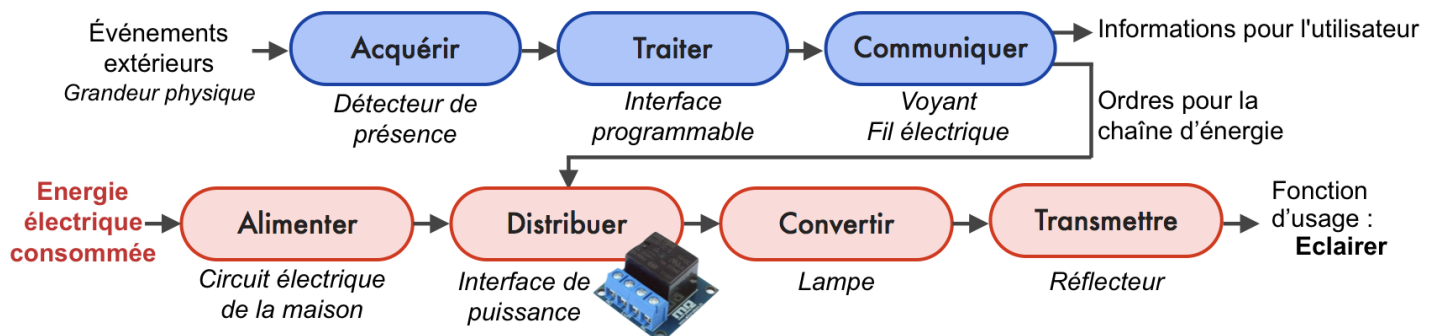 Événements
extérieurs
Grandeur physique
Acquérir
Traiter
Communiquer
Informations pour l'utilisateur
Détecteur de
présence
Interface
programmable
Voyant
Fil électrique
Ordres pour la
chaîne d’énergie
Energie
électrique
consommée
Alimenter
Distribuer
Convertir
Transmettre
Fonction
d’usage :
Eclairer
Circuit électrique
de la maison
Interface de
puissance
Lampe
Réflecteur